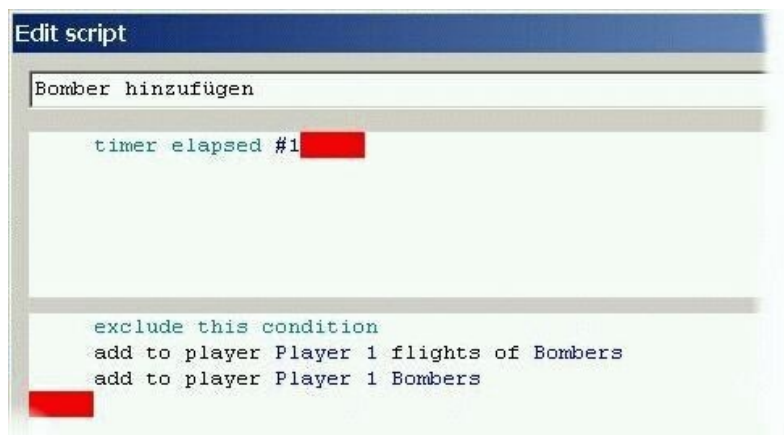 Edit script
Bomber hinzufügen
timer elapsed #1
exclude this condition
add to player Player 1 flights of Bombers
add to player Player 1 Bombers